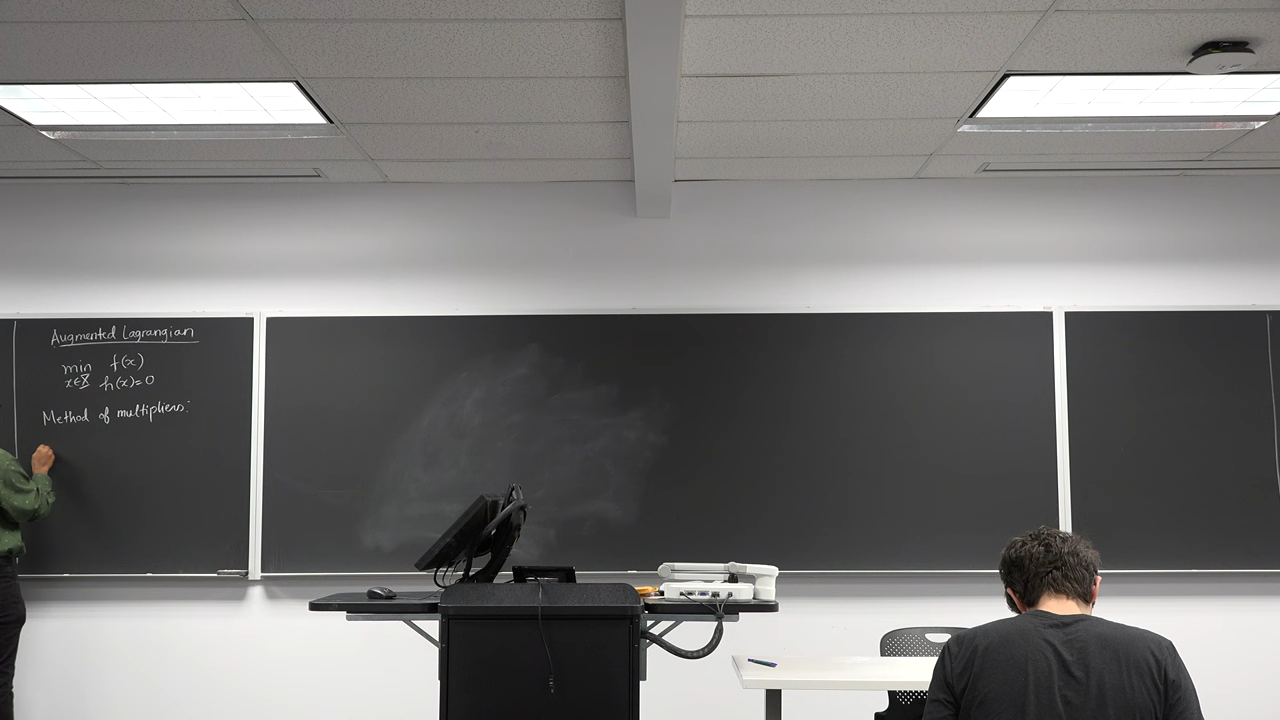 Augmented Lagrangian
min f(x)
x∈X h(x)=0
Method of multipliers: